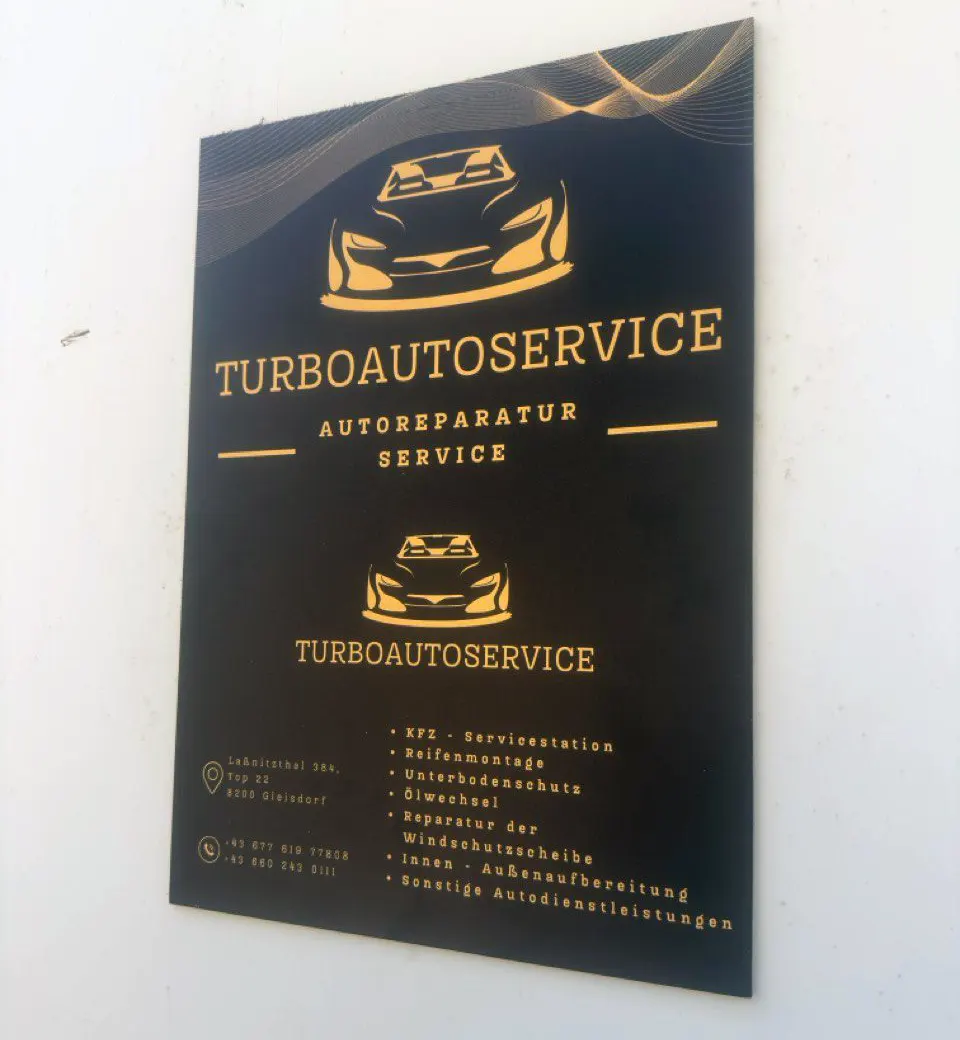 TURBOAUTOSERVICE
AUTOREPARATUR
SERVICE
TURBOAUTOSERVICE
• KFZ - Servicestation
• Reifenmontage
• Unterbodenschutz
• Ölwechsel
• Reparatur der
Windschutzscheibe
• Innen - Außenaufbereitung
• Sonstige Autodienstleistungen
Laßnitzthal 384,
Top 22
8200 Gleisdorf
+43 677 619 77808
+43 660 243 0111